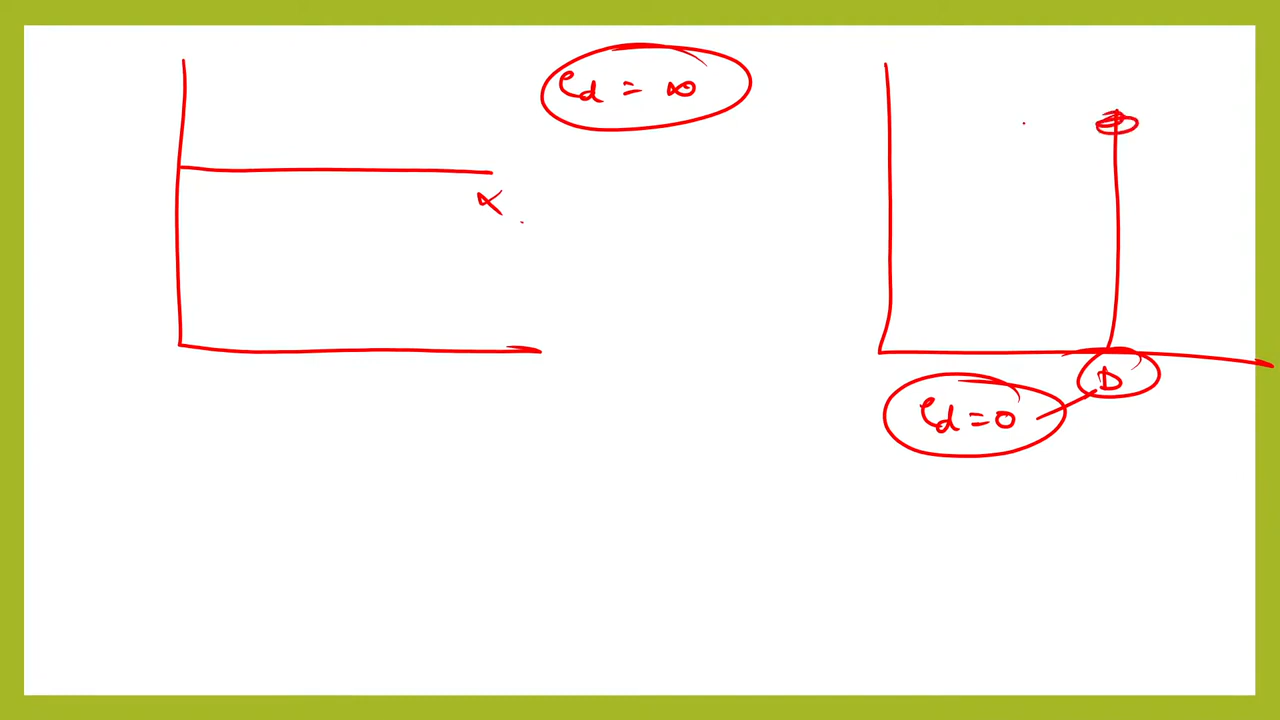 ed = ∞
∝
D
ed = 0